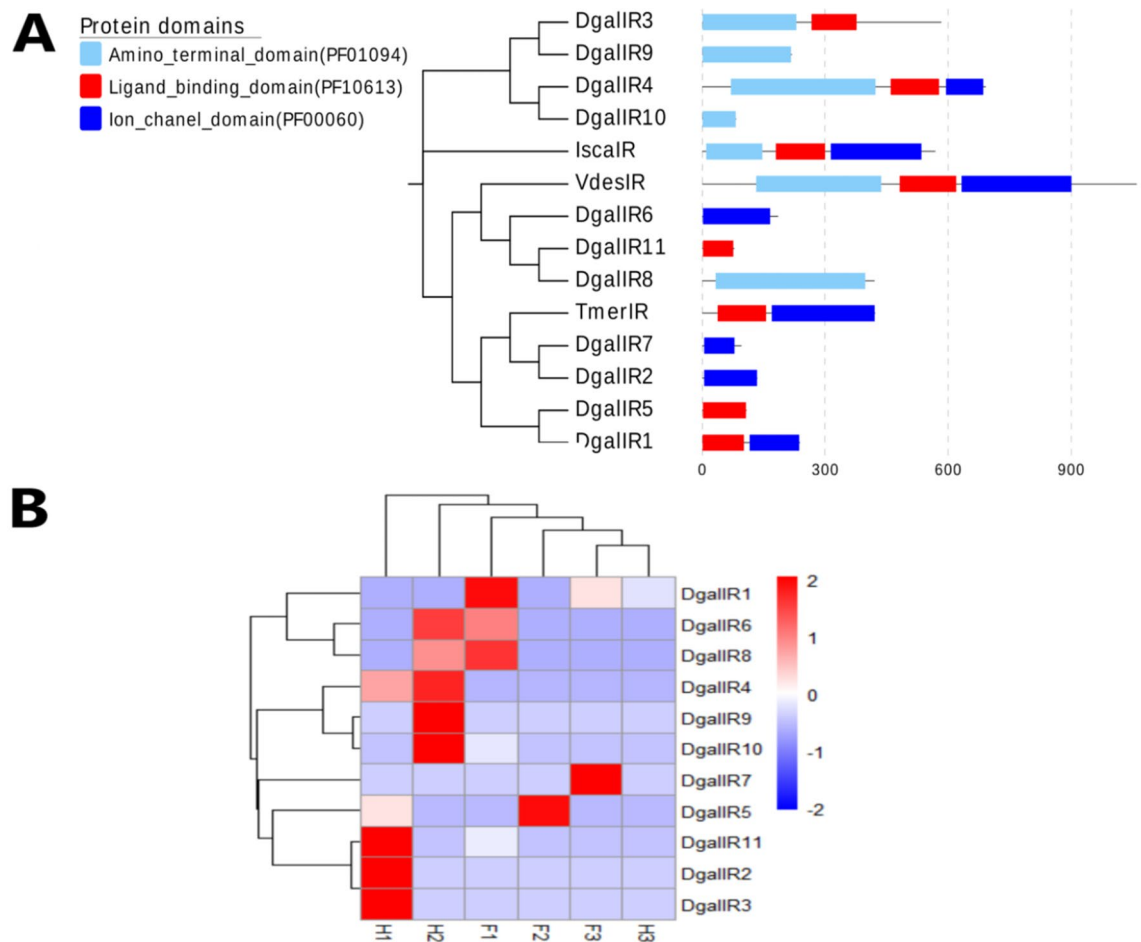 A
Protein domains
Amino_terminal_domain(PF01094)
Ligand_binding_domain(PF10613)
Ion_chanel_domain(PF00060)
DgalIR3
DgalIR9
DgalIR4
DgalIR10
IscaIR
VdesIR
DgalIR6
DgalIR11
DgalIR8
TmerIR
DgalIR7
DgalIR2
DgalIR5
DgalIR1
0 300 600 900
B
DgalIR1
DgalIR6
DgalIR8
DgalIR4
DgalIR9
DgalIR10
DgalIR7
DgalIR5
DgalIR11
DgalIR2
DgalIR3
2
1
0
-1
-2
H1 H2 F1 F2 F3 H3